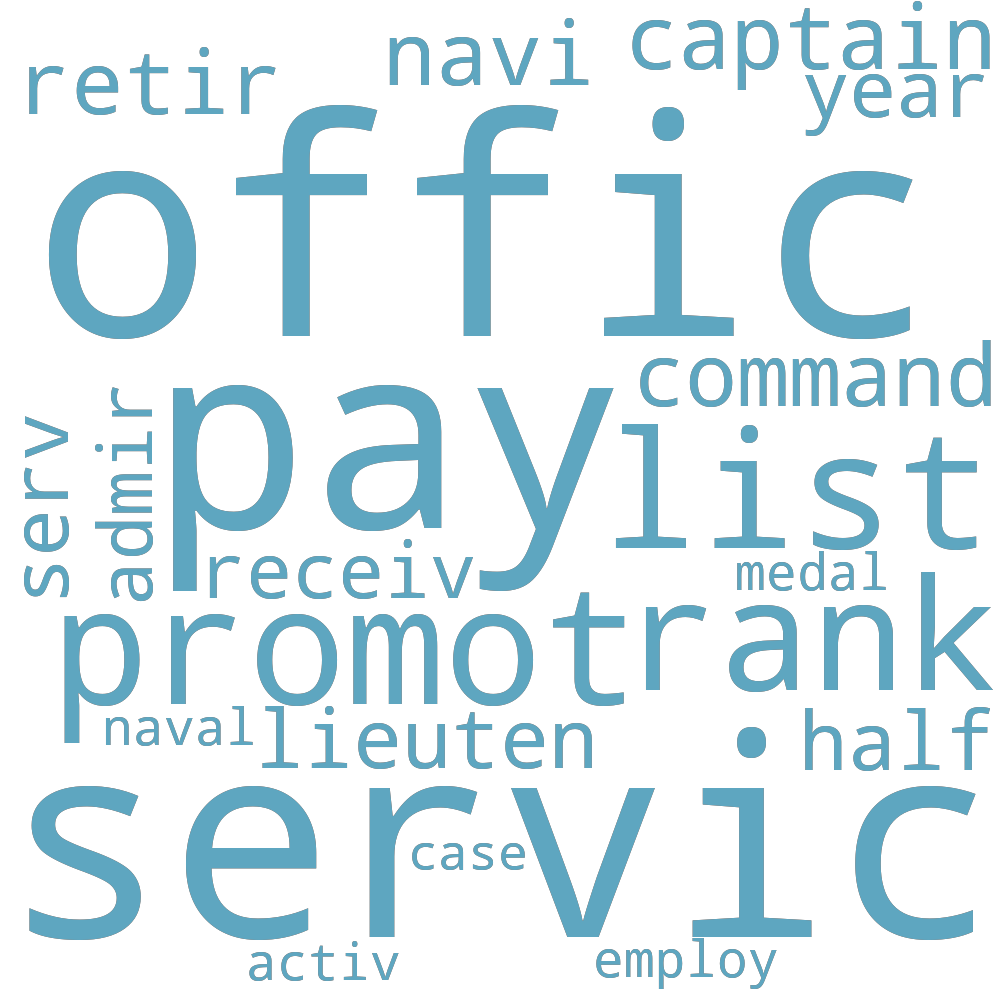 retir
navi
captain
year
offic
command
pay
list
serv
admir
receiv
medal
promot
rank
naval
lieuten
half
servic
case
activ
employ